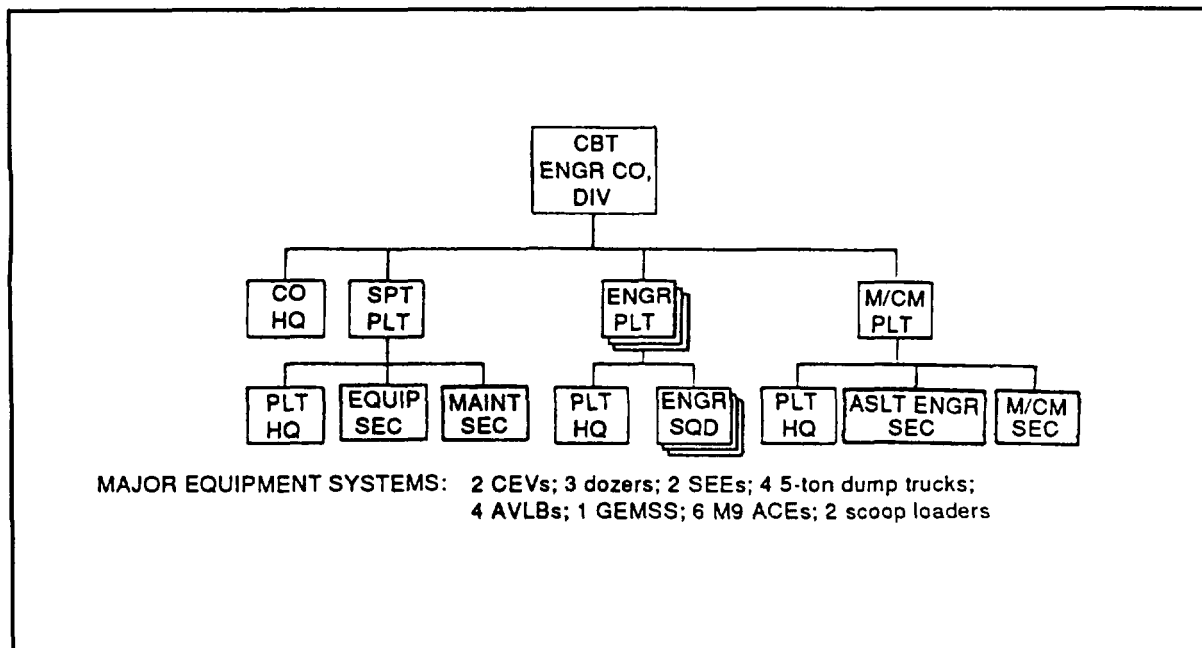 CBT
ENGR CO,
DIV
CO
HQ
SPT
PLT
ENGR
PLT
M/CM
PLT
PLT
HQ
EQUIP
SEC
MAINT
SEC
PLT
HQ
ENGR
SQD
PLT
HQ
ASLT ENGR
SEC
M/CM
SEC
MAJOR EQUIPMENT SYSTEMS: 2 CEVs; 3 dozers; 2 SEEs; 4 5-ton dump trucks;
4 AVLBs; 1 GEMSS; 6 M9 ACEs; 2 scoop loaders